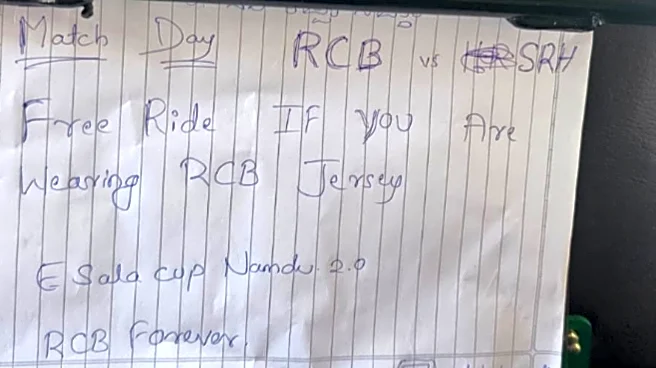 Match Day RCB vs SRH
Free Ride IF you Are
Wearing RCB Jersey
E Sala cup Namdu 2.0
RCB Forever.